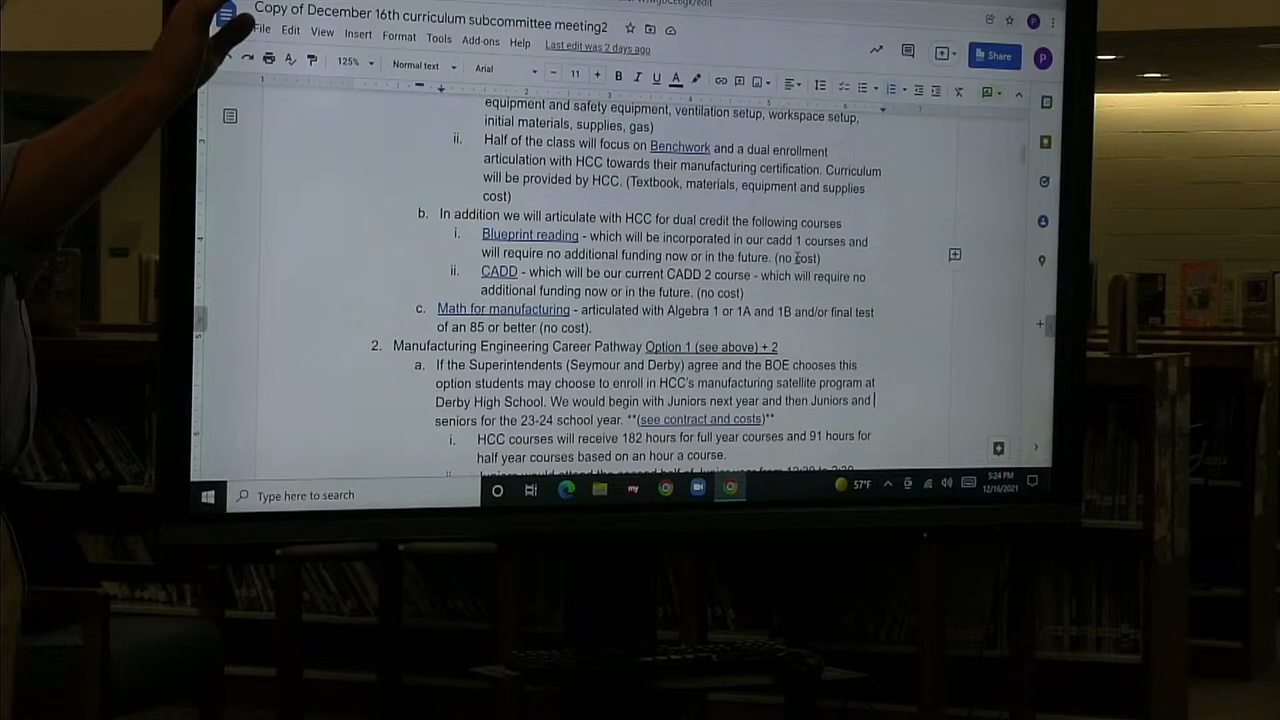 Copy of December 16th curriculum subcommittee meeting2
File Edit View Insert Format Tools Add-ons Help Last edit was 2 days ago
Share
P
125% Normal text Arial 11 B I U A
equipment and safety equipment, ventilation setup, workspace setup,
initial materials, supplies, gas)
ii. Half of the class will focus on Benchwork and a dual enrollment
articulation with HCC towards their manufacturing certification. Curriculum
will be provided by HCC. (Textbook, materials, equipment and supplies
cost)
b. In addition we will articulate with HCC for dual credit the following courses
i. Blueprint reading - which will be incorporated in our cadd 1 courses and
will require no additional funding now or in the future. (no cost)
ii. CADD - which will be our current CADD 2 course - which will require no
additional funding now or in the future. (no cost)
c. Math for manufacturing - articulated with Algebra 1 or 1A and 1B and/or final test
of an 85 or better (no cost).
2. Manufacturing Engineering Career Pathway Option 1 (see above) + 2
a. If the Superintendents (Seymour and Derby) agree and the BOE chooses this
option students may choose to enroll in HCC's manufacturing satellite program at
Derby High School. We would begin with Juniors next year and then Juniors and
seniors for the 23-24 school year. **(see contract and costs)**
i. HCC courses will receive 182 hours for full year courses and 91 hours for
half year courses based on an hour a course.
Type here to search
my
57°F
5:24 PM
12/16/2021